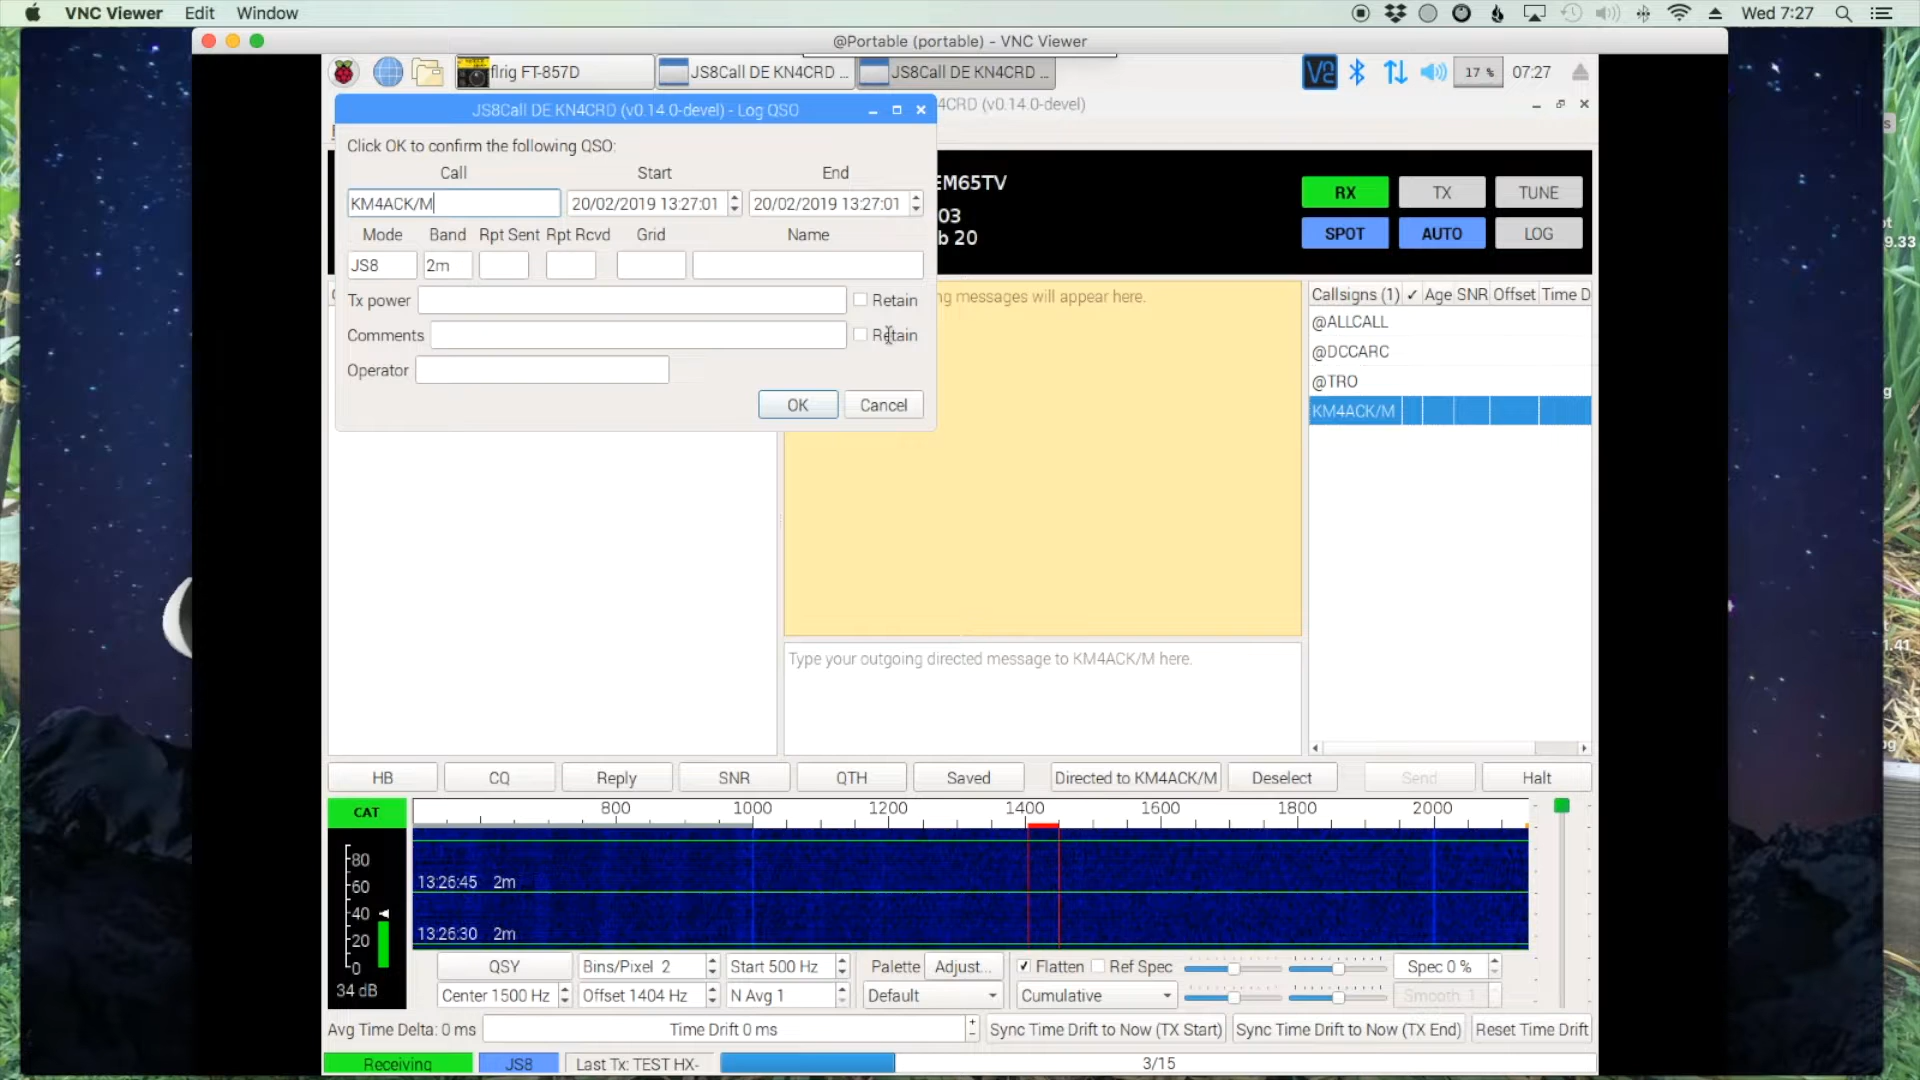 VNC Viewer Edit Window
Wed 7:27
@Portable (portable) - VNC Viewer
flrig FT-857D
JS8Call DE KN4CRD ...
JS8Call DE KN4CRD ...
17 %
07:27
JS8Call DE KN4CRD (v0.14.0-devel) - Log QSO
4CRD (v0.14.0-devel)
Click OK to confirm the following QSO:
Call Start End
KM4ACK/M
20/02/2019 13:27:01
20/02/2019 13:27:01
Mode Band Rpt Sent Rpt Rcvd Grid Name
JS8 2m
Tx power
Retain
Comments
Retain
Operator
OK Cancel
EM65TV
03
b 20
RX TX TUNE
SPOT AUTO LOG
ng messages will appear here.
Callsigns (1) ✓ Age SNR Offset Time D
@ALLCALL
@DCCARC
@TRO
KM4ACK/M
Type your outgoing directed message to KM4ACK/M here.
HB CQ Reply SNR QTH Saved Directed to KM4ACK/M Deselect Send Halt
CAT
800 1000 1200 1400 1600 1800 2000
80
60
40
20
0
34 dB
13:26:45 2m
13:26:30 2m
QSY Bins/Pixel 2 Start 500 Hz Palette Adjust... Flatten Ref Spec Spec 0 %
Center 1500 Hz Offset 1404 Hz N Avg 1 Default Cumulative Smooth 1
Avg Time Delta: 0 ms Time Drift 0 ms Sync Time Drift to Now (TX Start) Sync Time Drift to Now (TX End) Reset Time Drift
Receiving JS8 Last Tx: TEST HX- 3/15